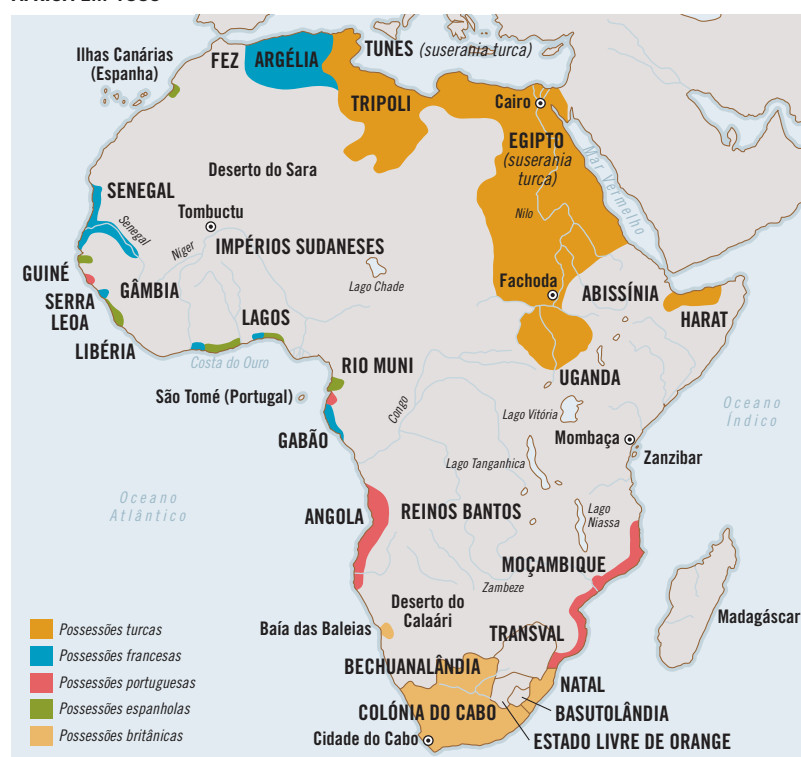 Ilhas Canárias
(Espanha)
FEZ
ARGÉLIA
TUNES (suserania turca)
TRIPOLI
Cairo
EGIPTO
(suserania
turca)
Mar Vermelho
Deserto do Sara
SENEGAL
Senegal
Tombuctu
Níger
IMPÉRIOS SUDANESES
Nilo
Lago Chade
Fachoda
ABISSÍNIA
HARAT
GUINÉ
GÂMBIA
SERRA
LEOA
LIBÉRIA
LAGOS
Costa do Ouro
RIO MUNI
São Tomé (Portugal)
GABÃO
Congo
UGANDA
Lago Vitória
Mombaça
Zanzibar
Oceano
Índico
Lago Tanganhica
Oceano
Atlântico
ANGOLA
REINOS BANTOS
Lago
Niassa
MOÇAMBIQUE
Zambeze
Madagáscar
Deserto do
Calaári
Baía das Baleias
TRANSVAL
BECHUANALÂNDIA
NATAL
COLÓNIA DO CABO
BASUTOLÂNDIA
Cidade do Cabo
ESTADO LIVRE DE ORANGE
Possessões turcas
Possessões francesas
Possessões portuguesas
Possessões espanholas
Possessões britânicas